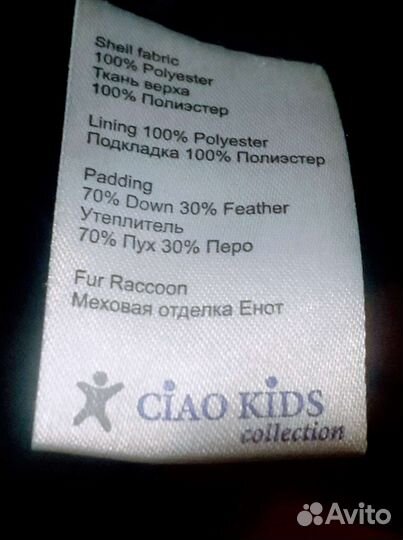 Shell fabric
100% Polyester
Ткань верха
100% Полиэстер
Lining 100% Polyester
Подкладка 100% Полиэстер
Padding
70% Down 30% Feather
Утеплитель
70% Пух 30% Перо
Fur Raccoon
Меховая отделка Енот
CiAO KiDS
collection
Avito